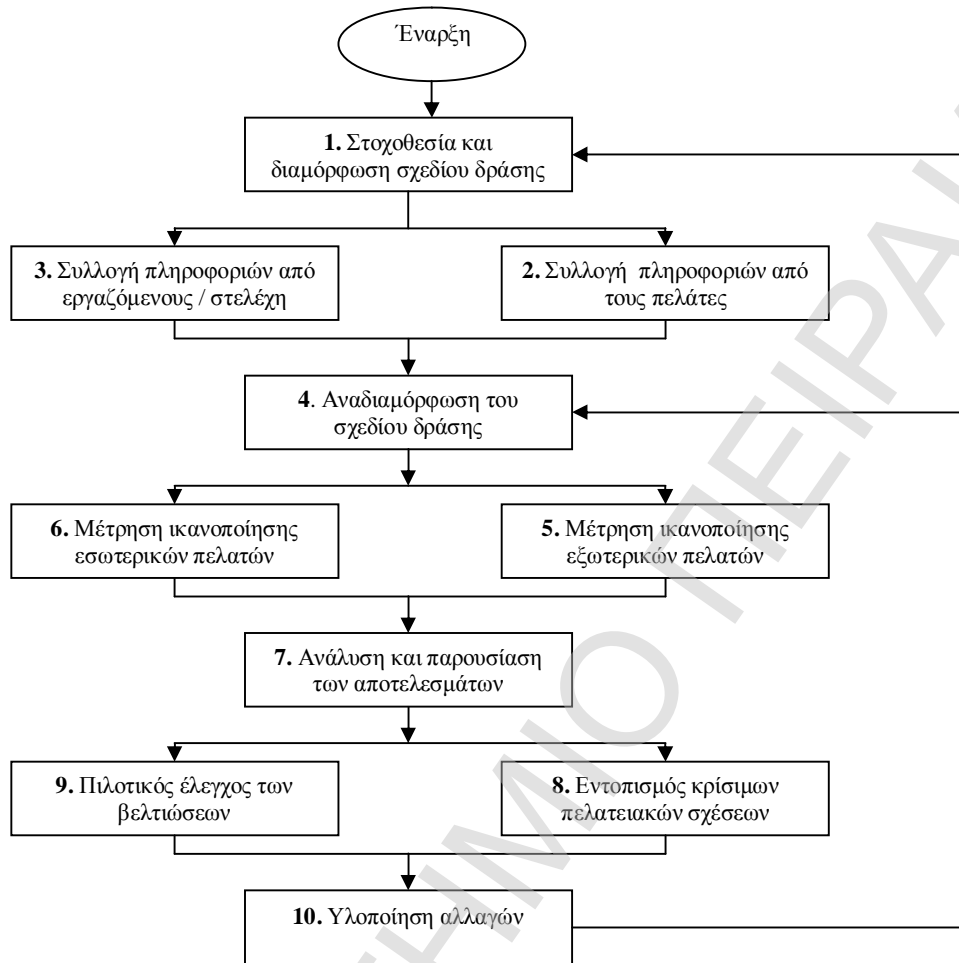 Έναρξη
1. Στοχοθεσία και
διαμόρφωση σχεδίου δράσης
3. Συλλογή πληροφοριών από
εργαζόμενους / στελέχη
2. Συλλογή πληροφοριών από
τους πελάτες
4. Αναδιαμόρφωση του
σχεδίου δράσης
6. Μέτρηση ικανοποίησης
εσωτερικών πελατών
5. Μέτρηση ικανοποίησης
εξωτερικών πελατών
7. Ανάλυση και παρουσίαση
των αποτελεσμάτων
9. Πιλοτικός έλεγχος των
βελτιώσεων
8. Εντοπισμός κρίσιμων
πελατειακών σχέσεων
10. Υλοποίηση αλλαγών